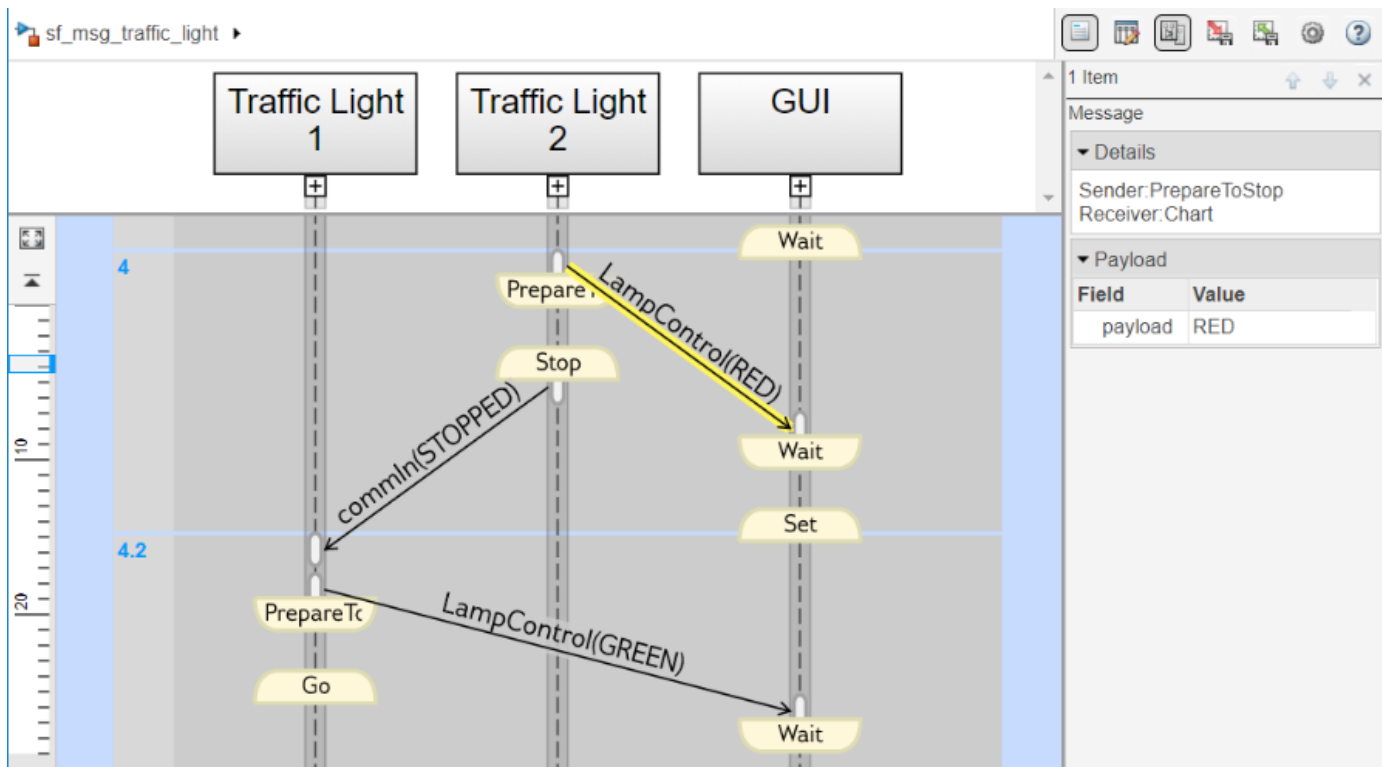 sf_msg_traffic_light
Traffic Light
1
Traffic Light
2
GUI
1 Item
Message
Details
Sender:PrepareToStop
Receiver:Chart
Payload
Field Value
payload RED
Wait
4
PrepareT
LampControl(RED)
Stop
commIn(STOPPED)
10
Wait
Set
4.2
20
PrepareTo
LampControl(GREEN)
Go
Wait